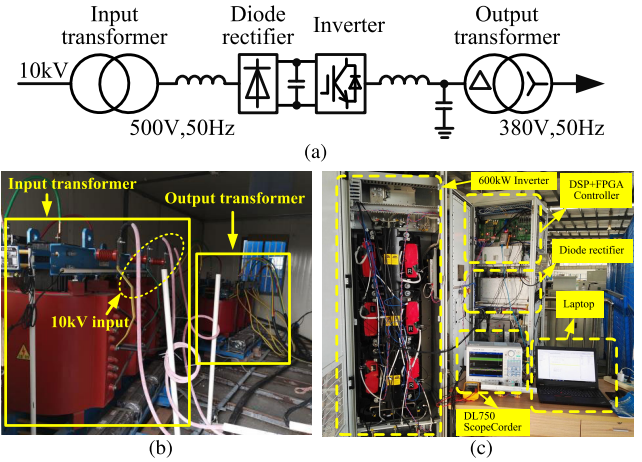 Input
transformer
Diode
rectifier
Inverter
Output
transformer
10kV
500V,50Hz
380V,50Hz
(a)
Input transformer
Output transformer
10kV input
(b)
600kW Inverter
DSP+FPGA
Controller
Diode rectifier
Laptop
DL750
ScopeCorder
(c)